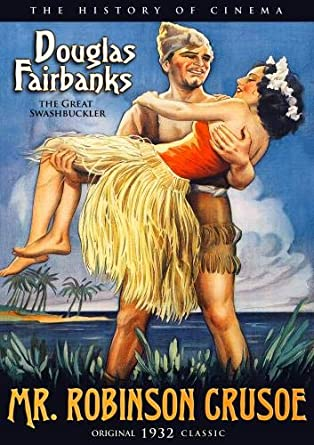 THE HISTORY OF CINEMA
Douglas
Fairbanks
THE GREAT
SWASHBUCKLER
MR. ROBINSON CRUSOE
ORIGINAL 1932 CLASSIC